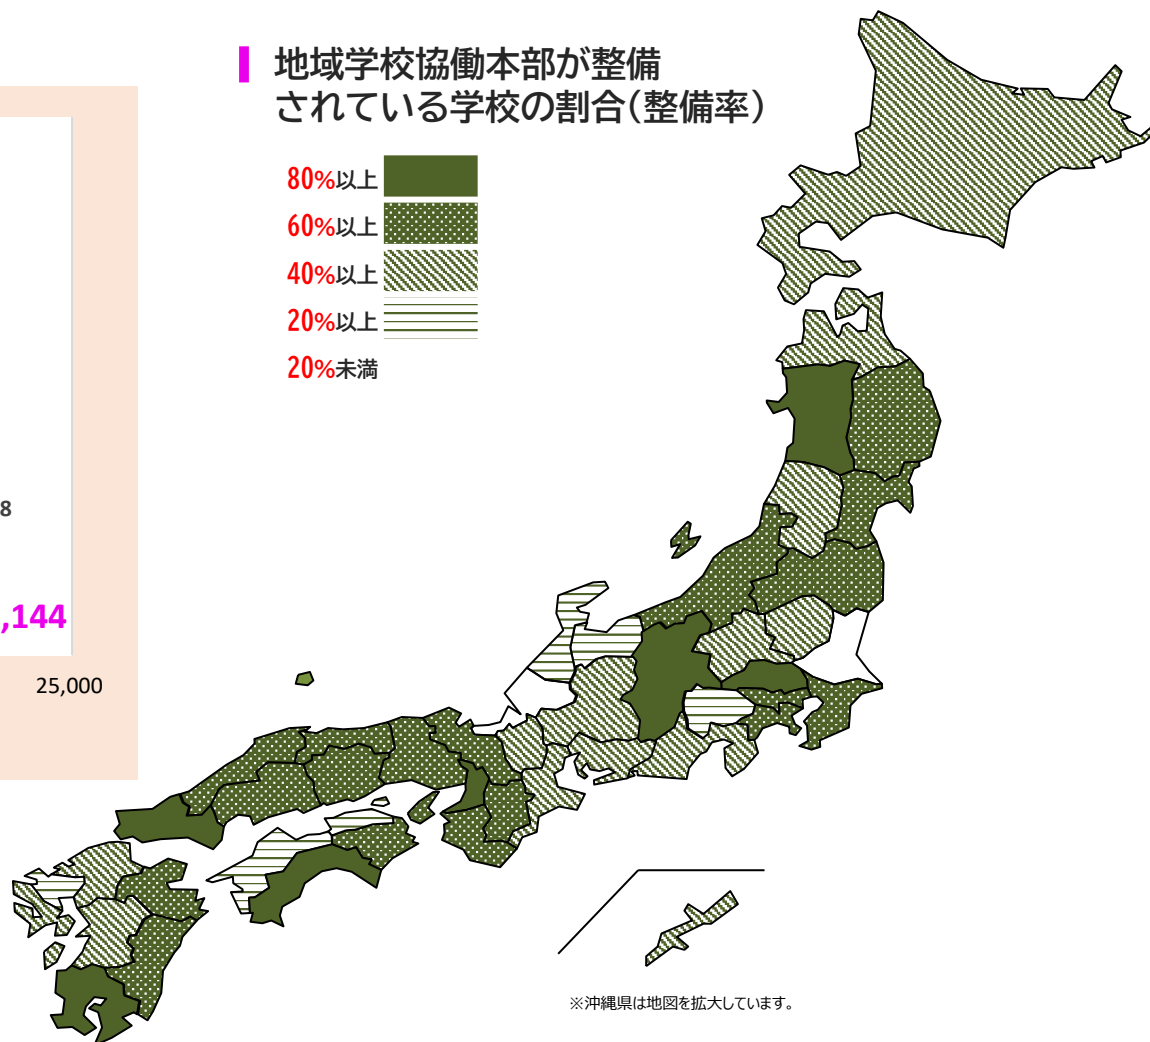 地域学校協働本部が整備
されている学校の割合（整備率）
80%以上
60%以上
40%以上
20%以上
20%未満
8
,144
25,000
※沖縄県は地図を拡大しています。